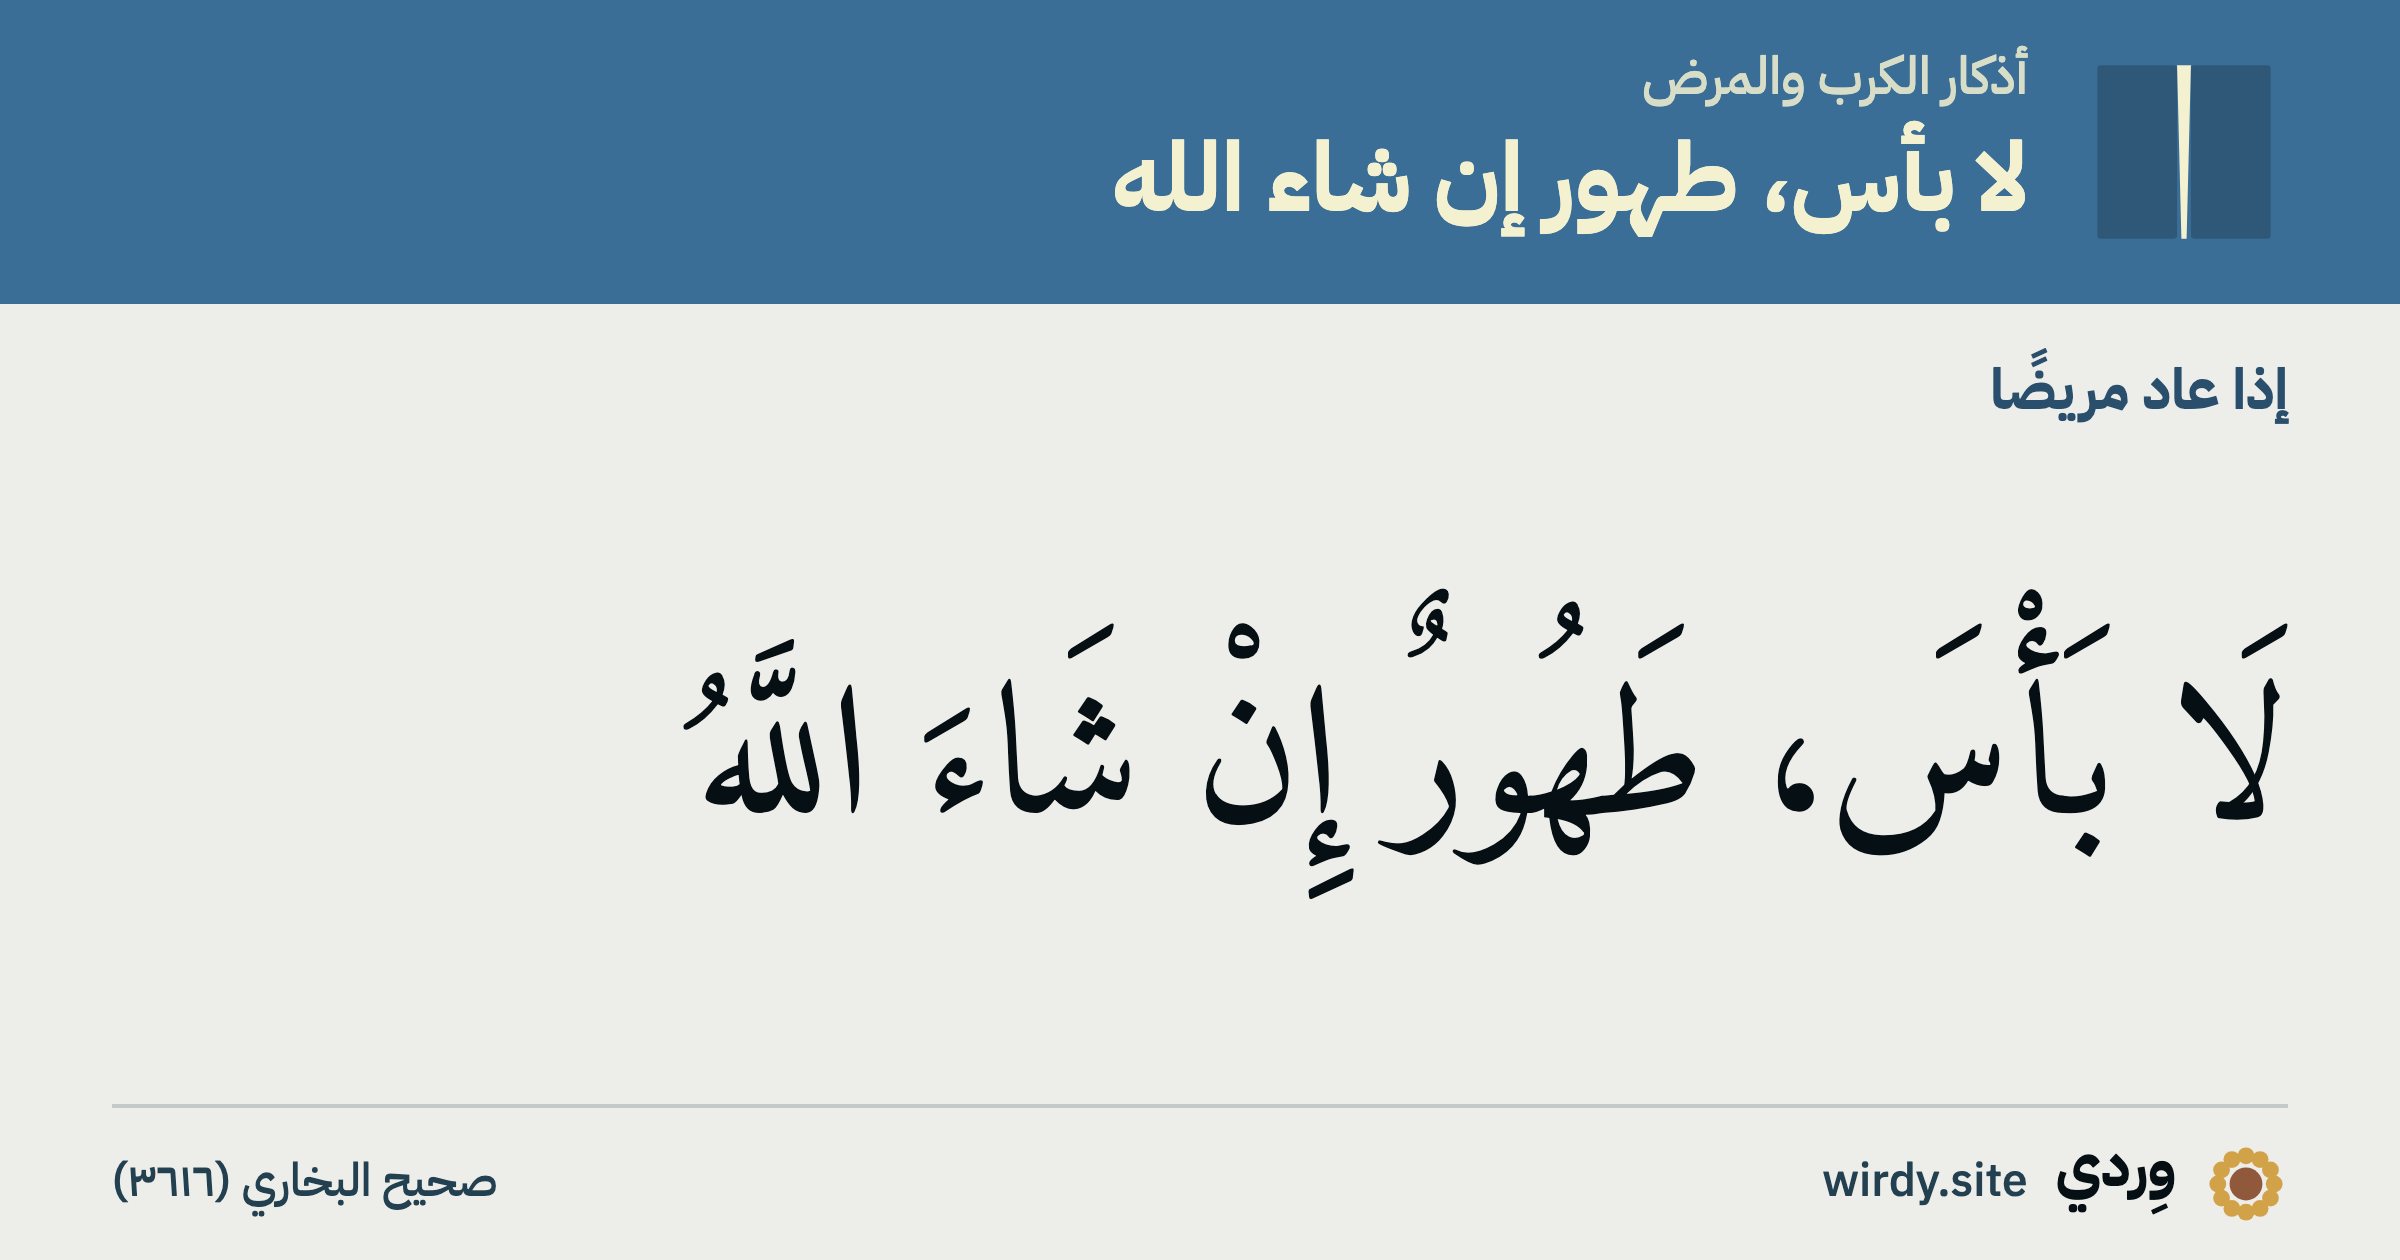 أذكار الكرب والمرض
لا بأس، طهور إن شاء الله
إذا عاد مريضًا
لَا بَأْسَ، طَهُورٌ إِنْ شَاءَ اللَّهُ
وِردي wirdy.site
صحيح البخاري (٣٦١٦)